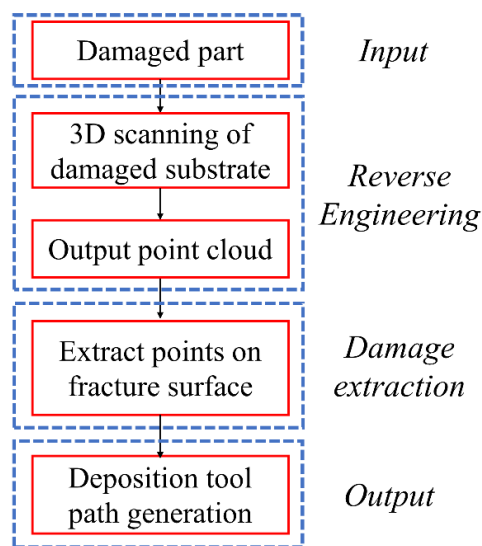 Damaged part
Input
3D scanning of
damaged substrate
Output point cloud
Reverse
Engineering
Extract points on
fracture surface
Damage
extraction
Deposition tool
path generation
Output